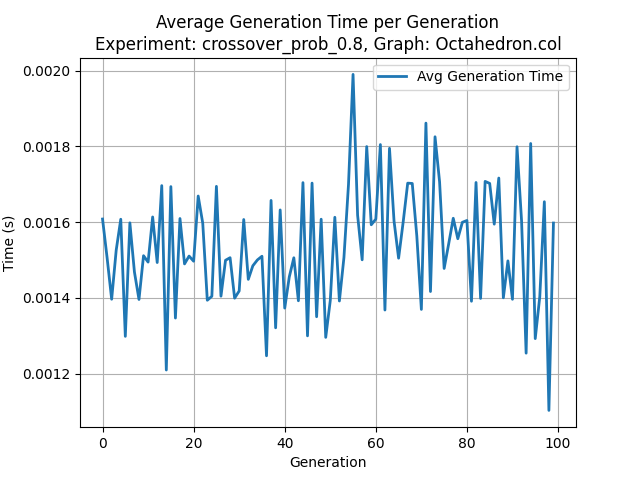 Average Generation Time per Generation
Experiment: crossover_prob_0.8, Graph: Octahedron.col
Avg Generation Time
0.0020
0.0018
0.0016
0.0014
0.0012
Time (s)
0 20 40 60 80 100
Generation